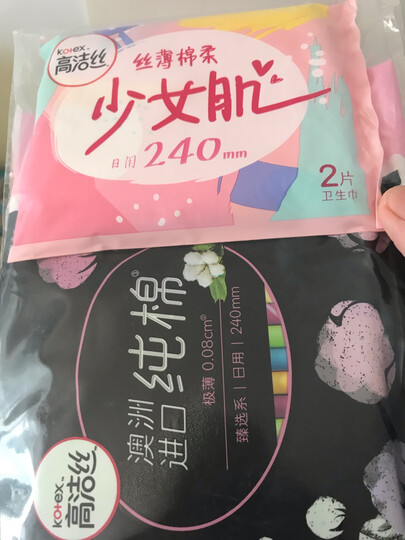 kotex
高洁丝
丝薄棉柔
少女肌
日用 240mm
2片
卫生巾
澳洲
进口
纯棉®
极薄 0.08cm®
臻选系 | 日用 | 240mm
kotex
高洁丝